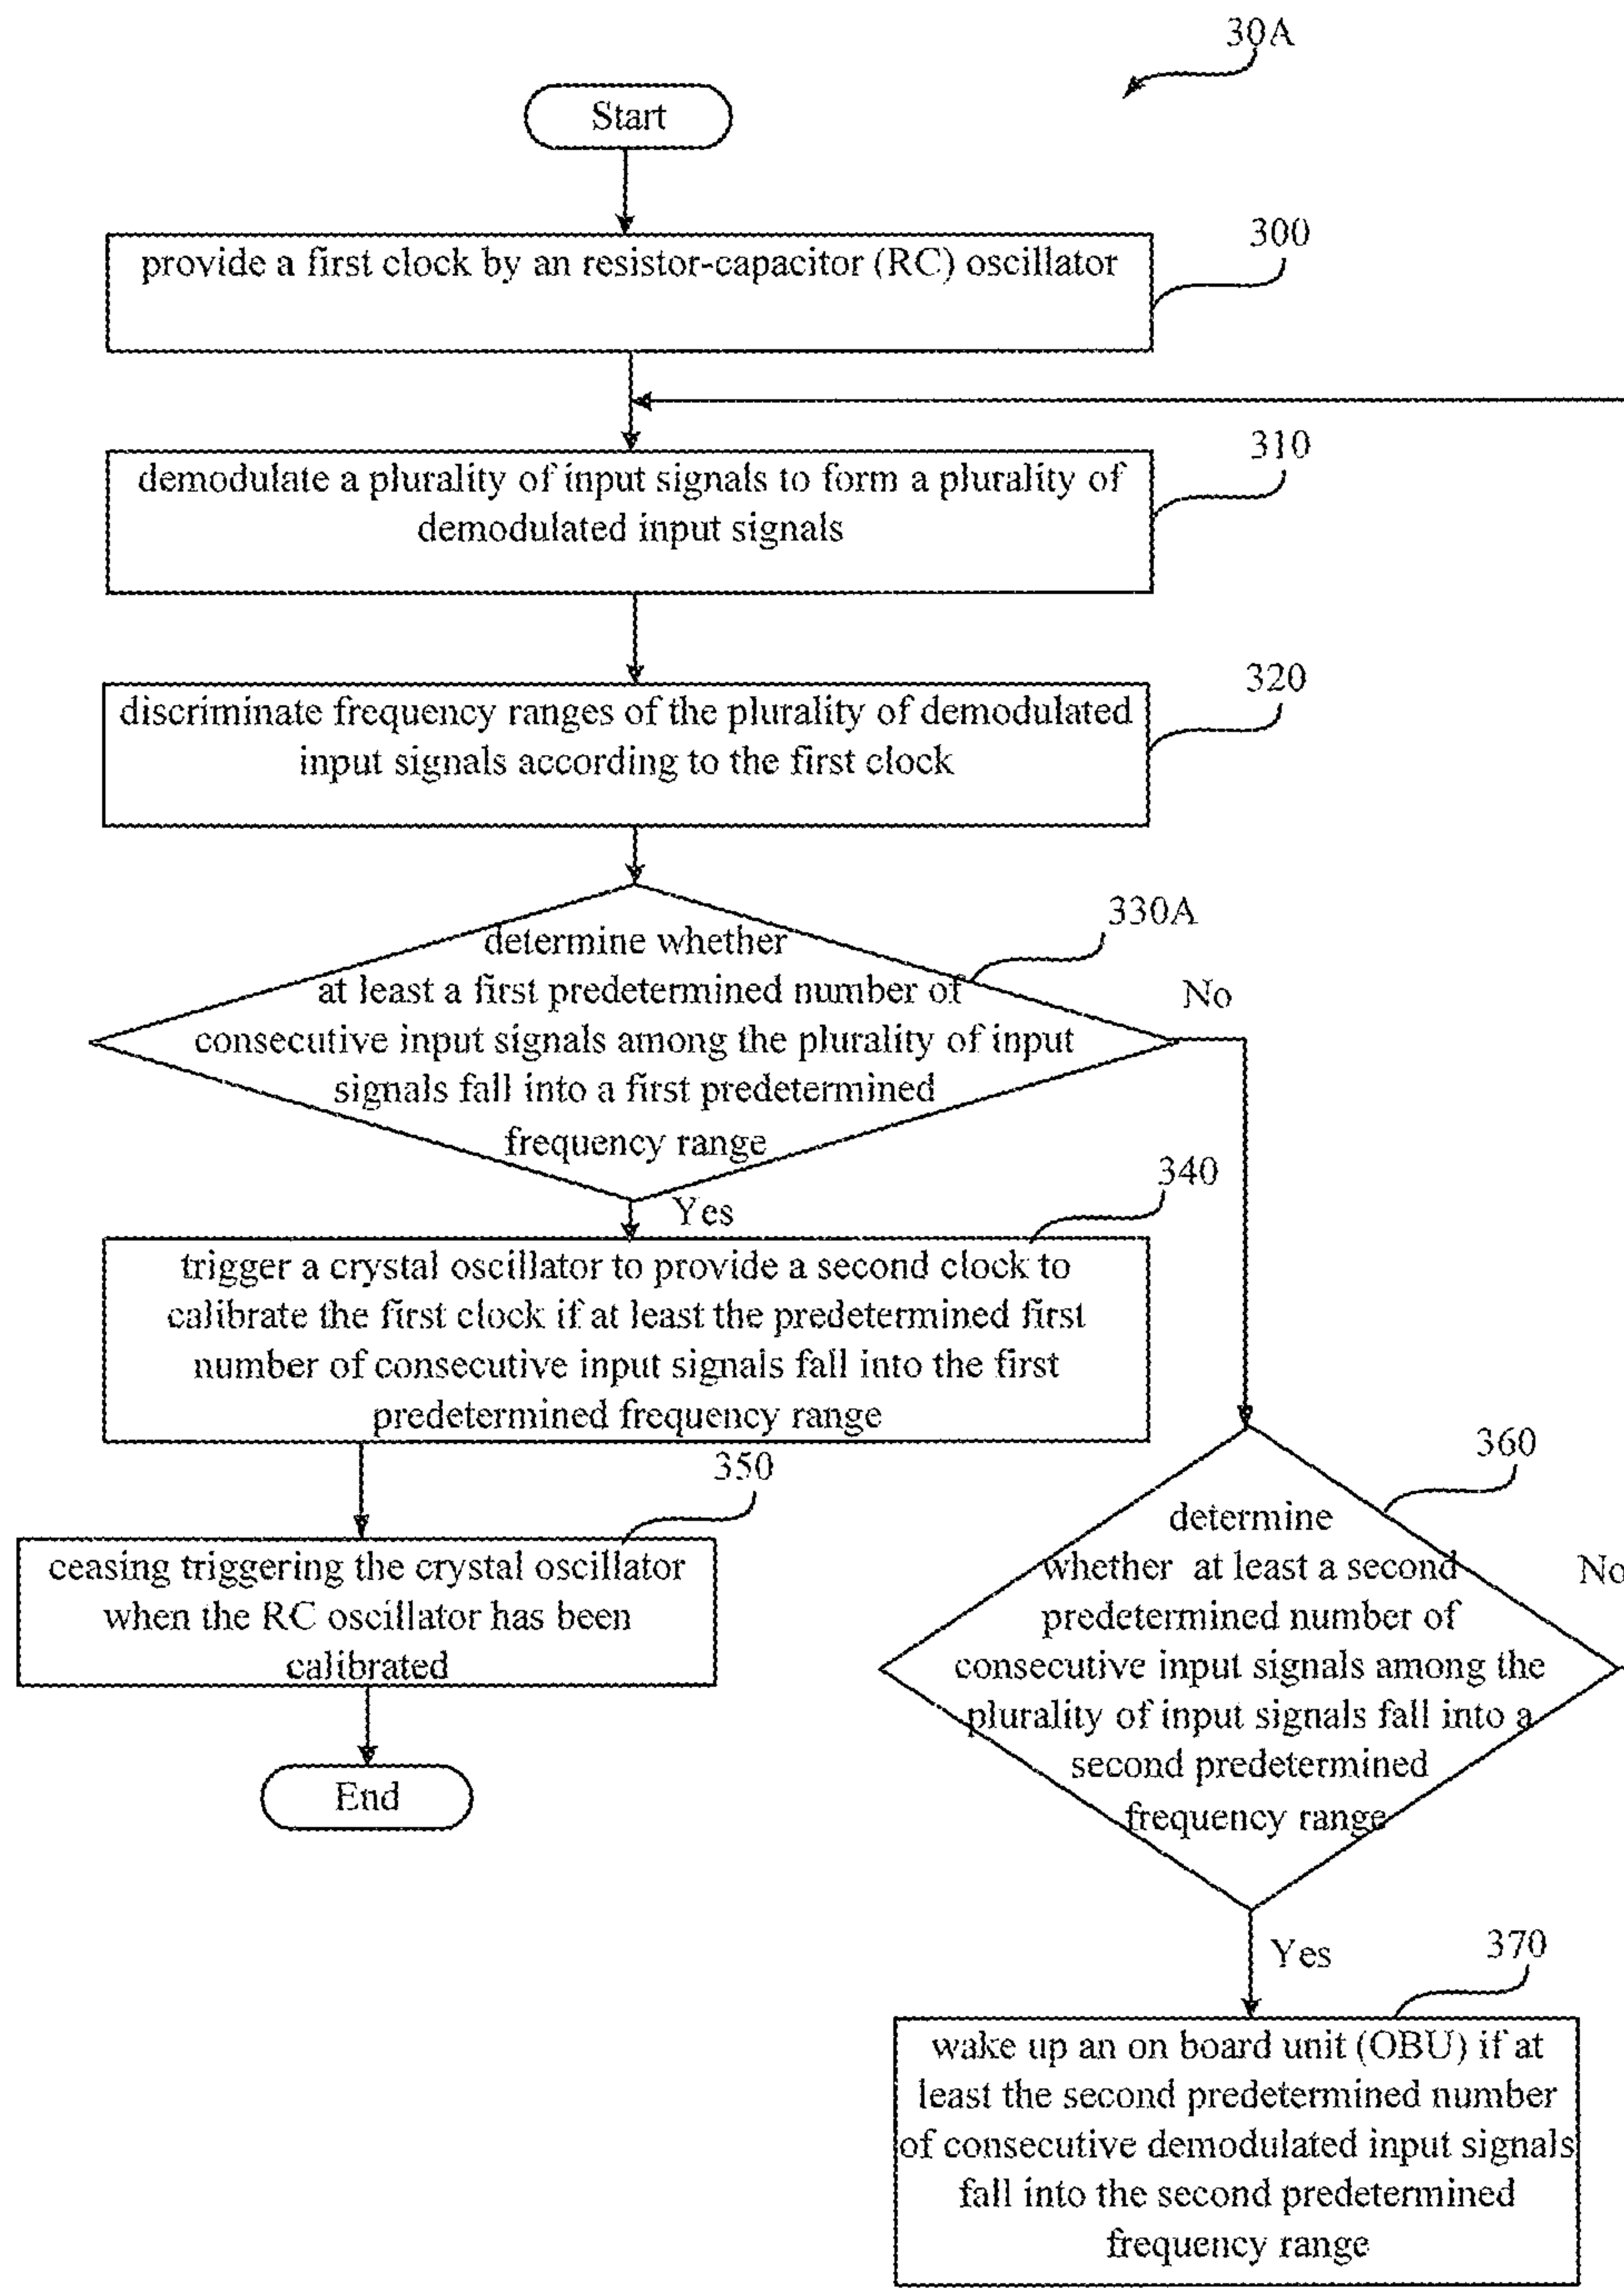 30A
Start
300
provide a first clock by an resistor-capacitor (RC) oscillator
310
demodulate a plurality of input signals to form a plurality of
demodulated input signals
320
discriminate frequency ranges of the plurality of demodulated
input signals according to the first clock
330A
determine whether
at least a first predetermined number of
consecutive input signals among the plurality of input
signals fall into a first predetermined
frequency range
No
Yes
340
trigger a crystal oscillator to provide a second clock to
calibrate the first clock if at least the predetermined first
number of consecutive input signals fall into the first
predetermined frequency range
350
ceasing triggering the crystal oscillator
when the RC oscillator has been
calibrated
End
360
determine
whether at least a second
predetermined number of
consecutive input signals among the
plurality of input signals fall into a
second predetermined
frequency range
No
Yes
370
wake up an on board unit (OBU) if at
least the second predetermined number
of consecutive demodulated input signals
fall into the second predetermined
frequency range